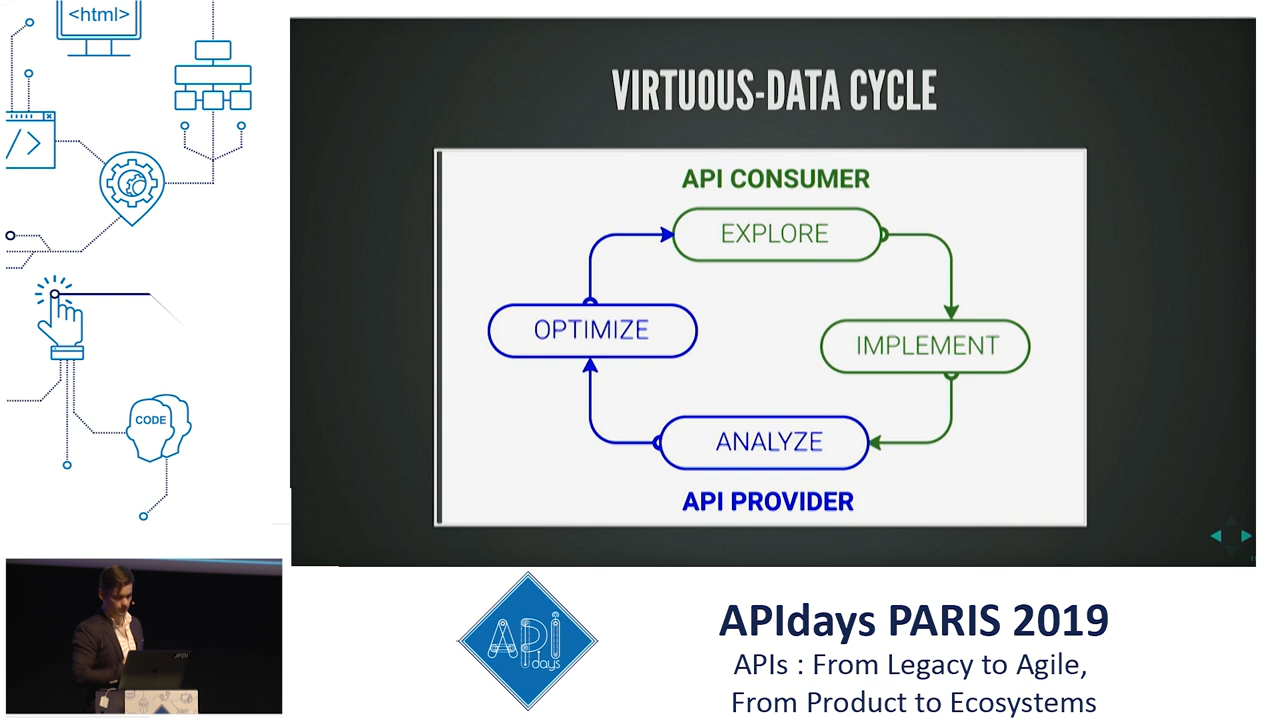 <html>
</>
CODE
VIRTUOUS-DATA CYCLE
API CONSUMER
EXPLORE
OPTIMIZE
IMPLEMENT
ANALYZE
API PROVIDER
JFDI
API
days
APIdays PARIS 2019
APIs : From Legacy to Agile,
From Product to Ecosystems